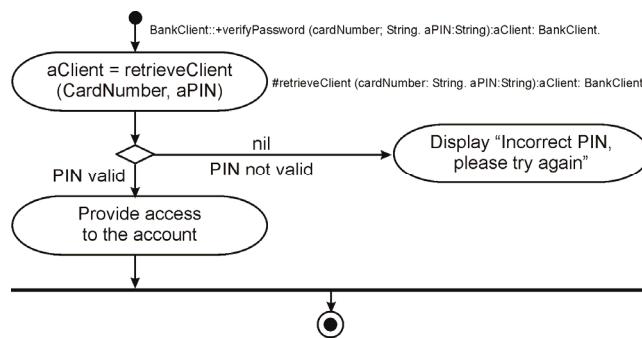 BankClient::+verifyPassword (cardNumber; String. aPIN:String):aClient: BankClient.
aClient = retrieveClient
(CardNumber, aPIN)
#retrieveClient (cardNumber: String. aPIN:String):aClient: BankClient
nil
PIN valid
PIN not valid
Display “Incorrect PIN,
please try again”
Provide access
to the account